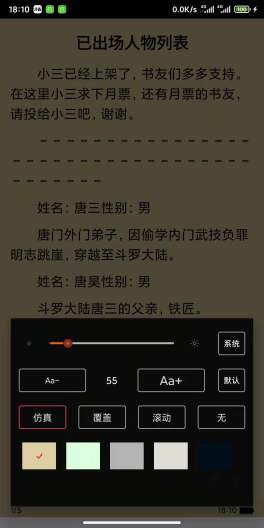 18:10
0.0K/s
100
已出场人物列表
小三已经上架了，书友们多多支持。
在这里小三求下月票，还有月票的书友，
请投给小三吧，谢谢。
－－－－－－－－－－－－－－－－
－－－－－－－－－－－－－－－－－－
－－－－－－－
姓名：唐三性别：男
唐门外门弟子，因偷学内门武技负罪
明志跳崖，穿越至斗罗大陆。
姓名：唐昊性别：男
斗罗大陆唐三的父亲，铁匠。
系统
Aa− 55 Aa+ 默认
仿真 覆盖 滚动 无
1/5 18:10